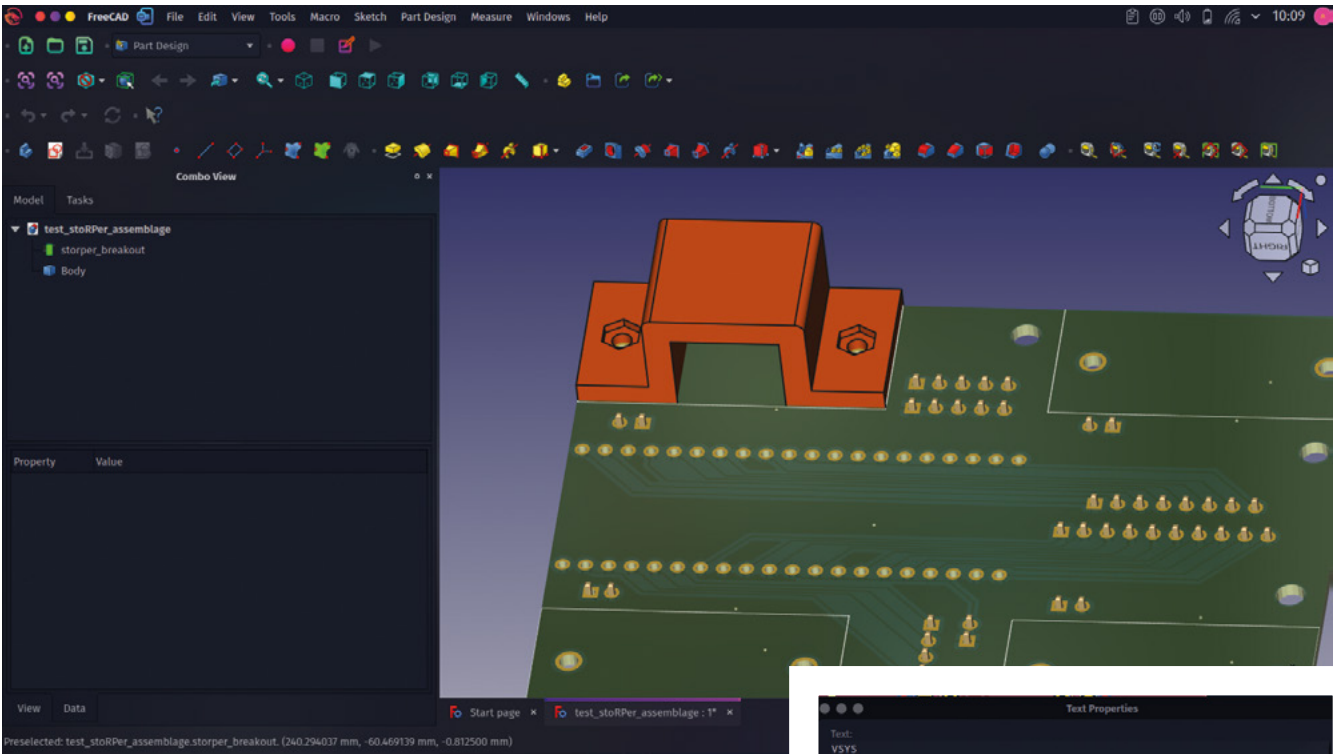 FreeCAD File Edit View Tools Macro Sketch Part Design Measure Windows Help 10:09
Part Design
Combo View
Model Tasks
test_stoRPer_assemblage
storper_breakout
Body
BOTTOM
RIGHT
Property Value
View Data
Start page × test_stoRPer_assemblage : 1* ×
Preselected: test_stoRPer_assemblage.storper_breakout. (240.294037 mm, -60.469139 mm, -0.812500 mm)
Text Properties
Text:
VSYS